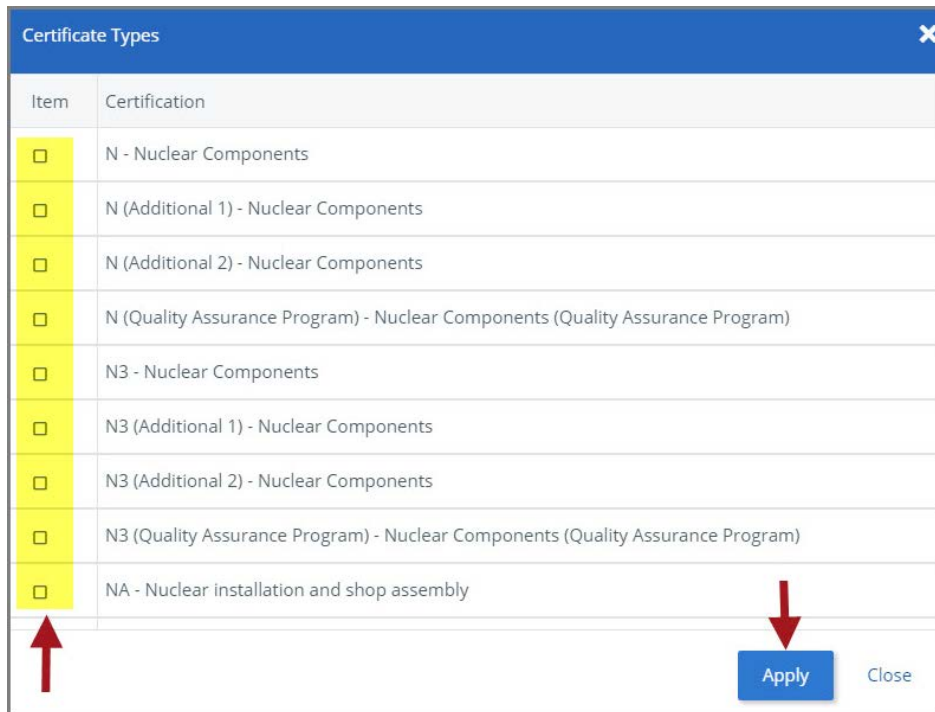 Certificate Types
Item Certification
N - Nuclear Components
N (Additional 1) - Nuclear Components
N (Additional 2) - Nuclear Components
N (Quality Assurance Program) - Nuclear Components (Quality Assurance Program)
N3 - Nuclear Components
N3 (Additional 1) - Nuclear Components
N3 (Additional 2) - Nuclear Components
N3 (Quality Assurance Program) - Nuclear Components (Quality Assurance Program)
NA - Nuclear installation and shop assembly
Apply Close